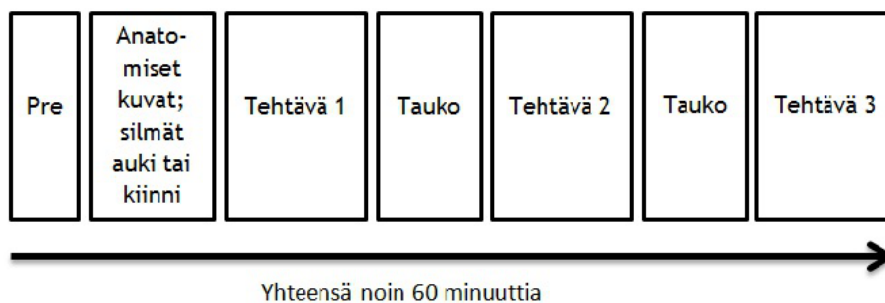 Pre
Anato-
miset
kuvat;
silmät
auki tai
kiinni
Tehtävä 1
Tauko
Tehtävä 2
Tauko
Tehtävä 3
Yhteensä noin 60 minuuttia